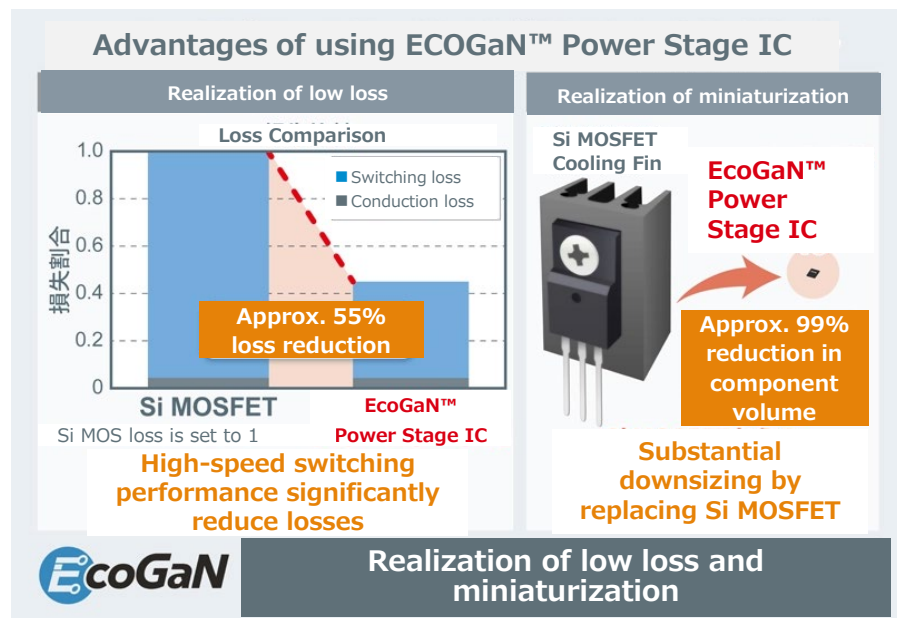 Advantages of using ECOGaN™ Power Stage IC
Realization of low loss
Loss Comparison
1.0
0.8
0.6
0.4
0.2
0
損失割合
Switching loss
Conduction loss
Approx. 55%
loss reduction
Si MOSFET
EcoGaN™
Power Stage IC
Si MOS loss is set to 1
High-speed switching
performance significantly
reduce losses
Realization of miniaturization
Si MOSFET
Cooling Fin
EcoGaN™
Power
Stage IC
Approx. 99%
reduction in
component
volume
Substantial
downsizing by
replacing Si MOSFET
EcoGaN
Realization of low loss and
miniaturization